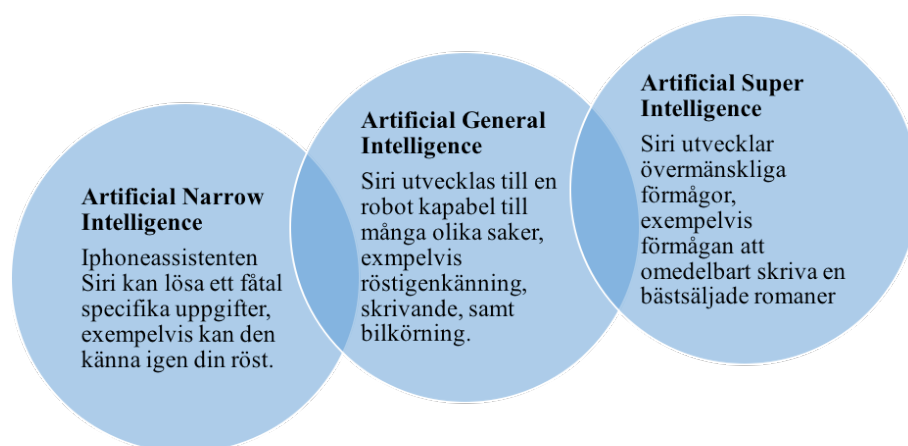 Artificial Narrow
Intelligence
Iphoneassistenten
Siri kan lösa ett fåtal
specifika uppgifter,
exempelvis kan den
känna igen din röst.
Artificial General
Intelligence
Siri utvecklas till en
robot kapabel till
många olika saker,
exmpelvis
röstigenkänning,
skrivande, samt
bilkörning.
Artificial Super
Intelligence
Siri utvecklar
övermänskliga
förmågor,
exempelvis
förmågan att
omedelbart skriva en
bästsäljade romaner